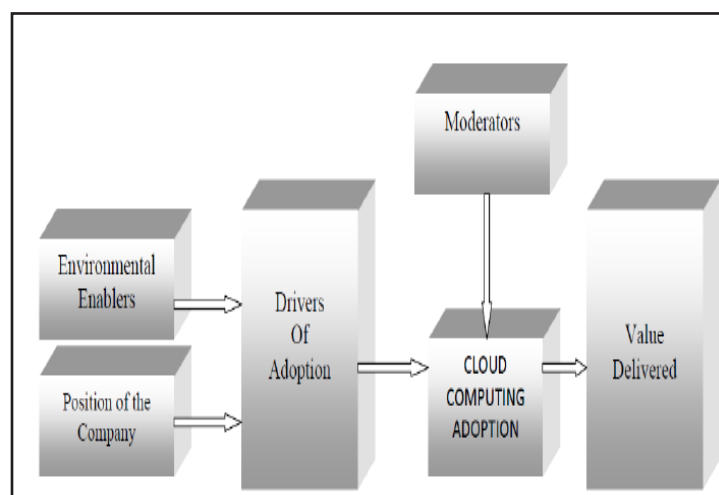 Moderators
Environmental
Enablers
Drivers
Of
Adoption
Position of the
Company
CLOUD
COMPUTING
ADOPTION
Value
Delivered